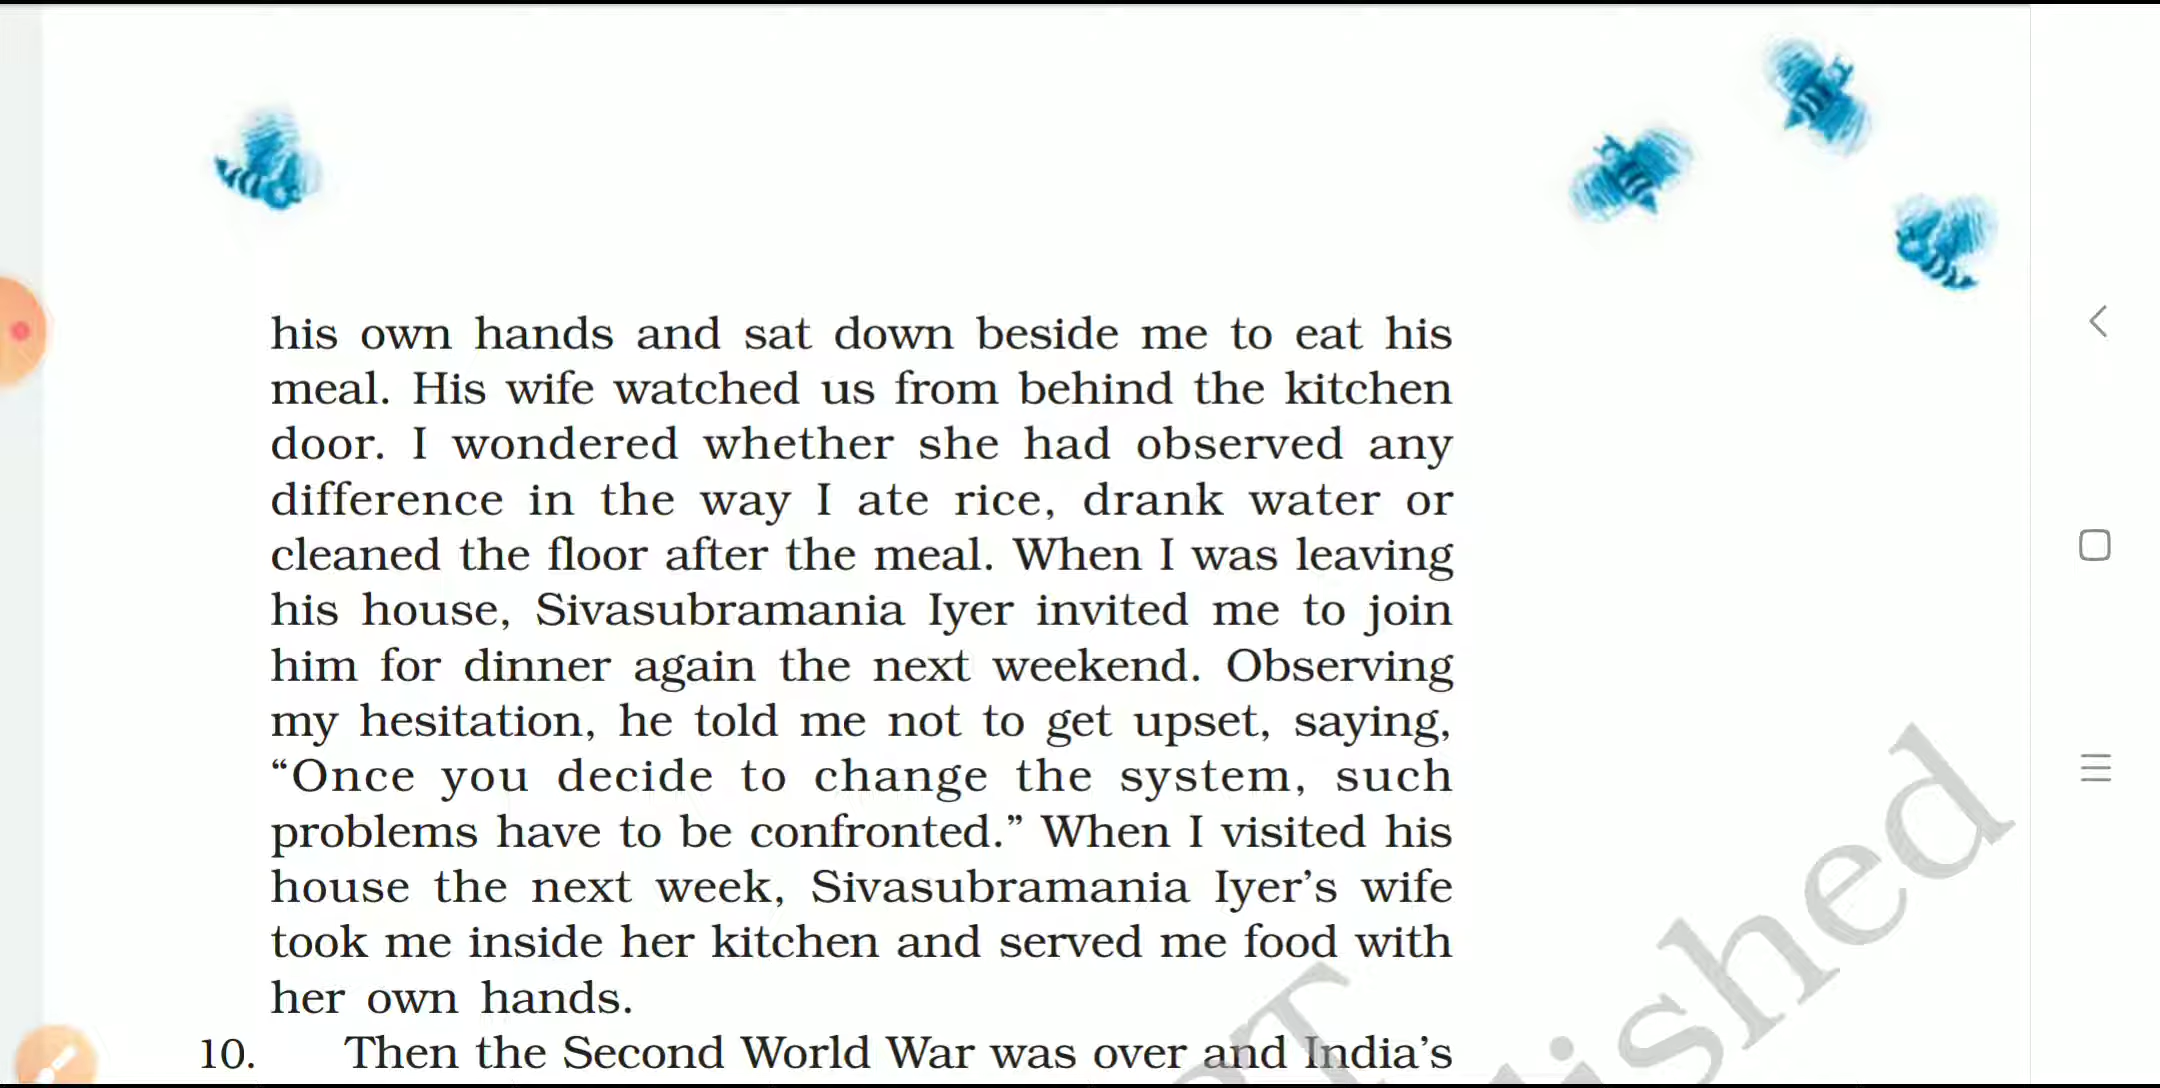 his own hands and sat down beside me to eat his
meal. His wife watched us from behind the kitchen
door. I wondered whether she had observed any
difference in the way I ate rice, drank water or
cleaned the floor after the meal. When I was leaving
his house, Sivasubramania Iyer invited me to join
him for dinner again the next weekend. Observing
my hesitation, he told me not to get upset, saying,
“Once you decide to change the system, such
problems have to be confronted.” When I visited his
house the next week, Sivasubramania Iyer’s wife
took me inside her kitchen and served me food with
her own hands.
10. Then the Second World War was over and India’s